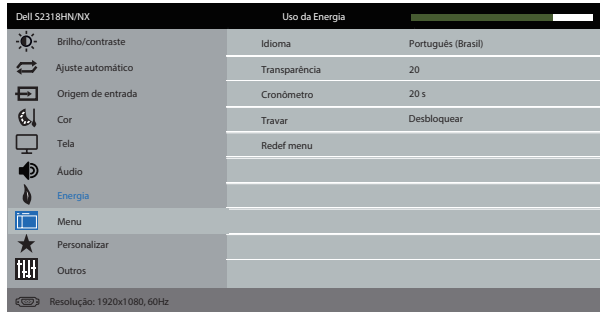 Dell S2318HN/NX Uso da Energia
Brilho/contraste Idioma Português (Brasil)
Ajuste automático Transparência 20
Origem de entrada Cronômetro 20 s
Cor Travar Desbloquear
Tela Redef menu
Áudio
Energia
Menu
Personalizar
Outros
Resolução: 1920x1080, 60Hz